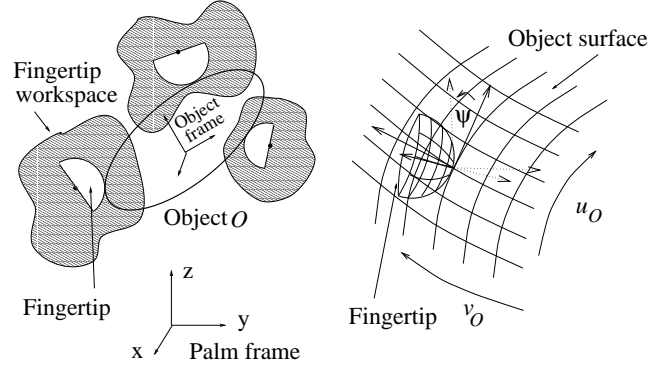 Fingertip
workspace
Object
frame
Object O
Fingertip
z
y
x
Palm frame
Object surface
Ψ
u_O
v_O
Fingertip